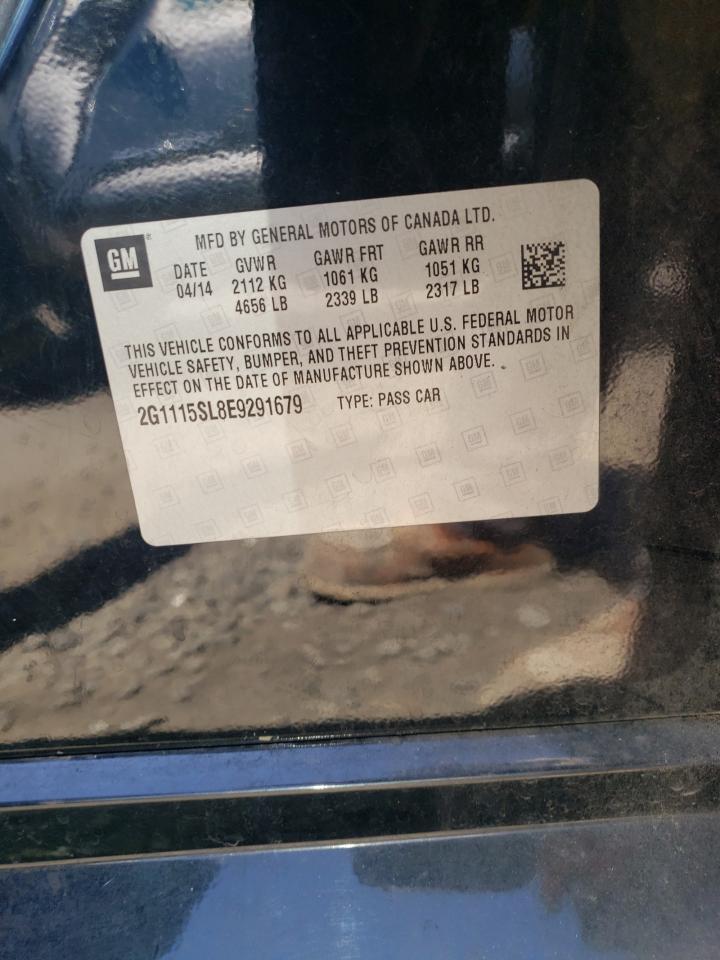 GM
MFD BY GENERAL MOTORS OF CANADA LTD.
DATE GVWR GAWR FRT GAWR RR
04/14 2112 KG 1061 KG 1051 KG
4656 LB 2339 LB 2317 LB
THIS VEHICLE CONFORMS TO ALL APPLICABLE U.S. FEDERAL MOTOR
VEHICLE SAFETY, BUMPER, AND THEFT PREVENTION STANDARDS IN
EFFECT ON THE DATE OF MANUFACTURE SHOWN ABOVE.
2G1115SL8E9291679 TYPE: PASS CAR